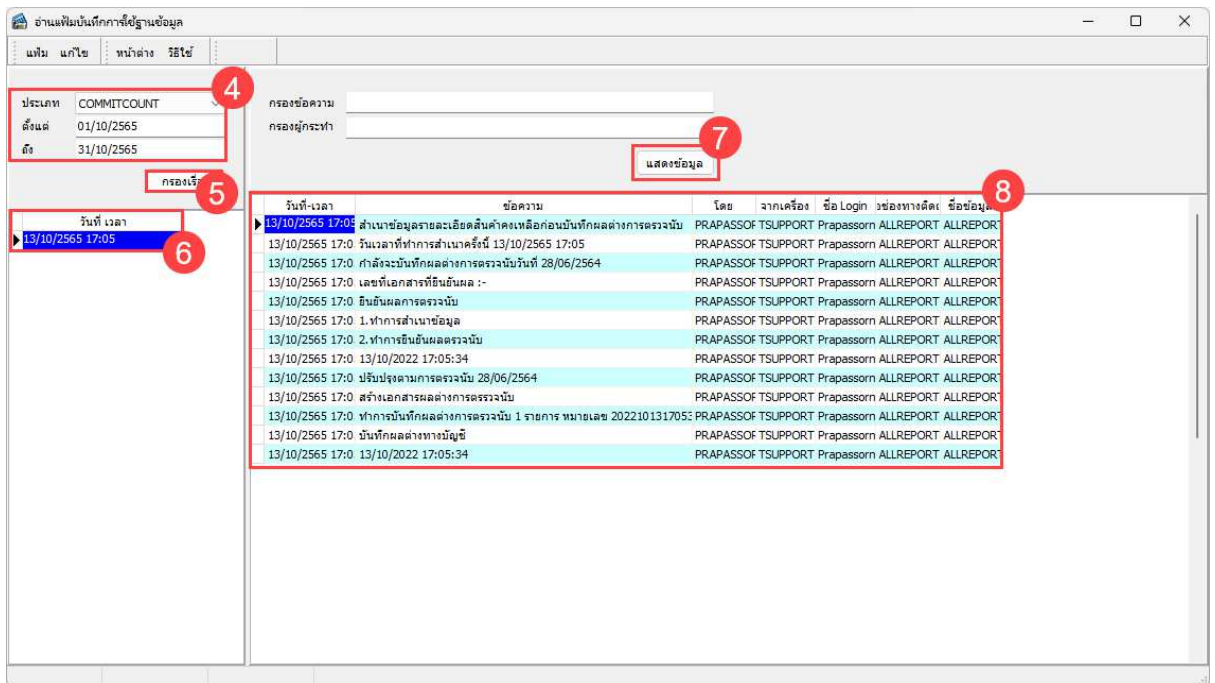 อ่านแฟ้มบันทึกการใช้ฐานข้อมูล
แฟ้ม แก้ไข หน้าต่าง วิธีใช้
4
ประเภท COMMITCOUNT
ตั้งแต่ 01/10/2565
ถึง 31/10/2565
กรองเรื่
5
วันที่ เวลา
13/10/2565 17:05
6
กรองข้อความ
กรองผู้กระทำ
7
แสดงข้อมูล
8
วันที่-เวลา ข้อความ โดย จากเครื่อง ชื่อ Login ช่องทางติดต ชื่อข้อมูล
13/10/2565 17:05 สำเนาข้อมูลรายละเอียดสินค้าคงเหลือก่อนบันทึกผลต่างการตรวจนับ PRAPASSOF TSUPPORT Prapassorn ALLREPORT ALLREPORT
13/10/2565 17:0 วันเวลาที่ทำการสำเนาครั้งนี้ 13/10/2565 17:05 PRAPASSOF TSUPPORT Prapassorn ALLREPORT ALLREPORT
13/10/2565 17:0 กำลังจะบันทึกผลต่างการตรวจนับวันที่ 28/06/2564 PRAPASSOF TSUPPORT Prapassorn ALLREPORT ALLREPORT
13/10/2565 17:0 เลขที่เอกสารที่ยืนยันผล :- PRAPASSOF TSUPPORT Prapassorn ALLREPORT ALLREPORT
13/10/2565 17:0 ยืนยันผลการตรวจนับ PRAPASSOF TSUPPORT Prapassorn ALLREPORT ALLREPORT
13/10/2565 17:0 1.ทำการสำเนาข้อมูล PRAPASSOF TSUPPORT Prapassorn ALLREPORT ALLREPORT
13/10/2565 17:0 2.ทำการยืนยันผลตรวจนับ PRAPASSOF TSUPPORT Prapassorn ALLREPORT ALLREPORT
13/10/2565 17:0 13/10/2022 17:05:34 PRAPASSOF TSUPPORT Prapassorn ALLREPORT ALLREPORT
13/10/2565 17:0 ปรับปรุงตามการตรวจนับ 28/06/2564 PRAPASSOF TSUPPORT Prapassorn ALLREPORT ALLREPORT
13/10/2565 17:0 สร้างเอกสารผลต่างการตรรวจนับ PRAPASSOF TSUPPORT Prapassorn ALLREPORT ALLREPORT
13/10/2565 17:0 ทำการบันทึกผลต่างการตรวจนับ 1 รายการ หมายเลข 2022101317053 PRAPASSOF TSUPPORT Prapassorn ALLREPORT ALLREPORT
13/10/2565 17:0 บันทึกผลต่างทางบัญชี PRAPASSOF TSUPPORT Prapassorn ALLREPORT ALLREPORT
13/10/2565 17:0 13/10/2022 17:05:34 PRAPASSOF TSUPPORT Prapassorn ALLREPORT ALLREPORT